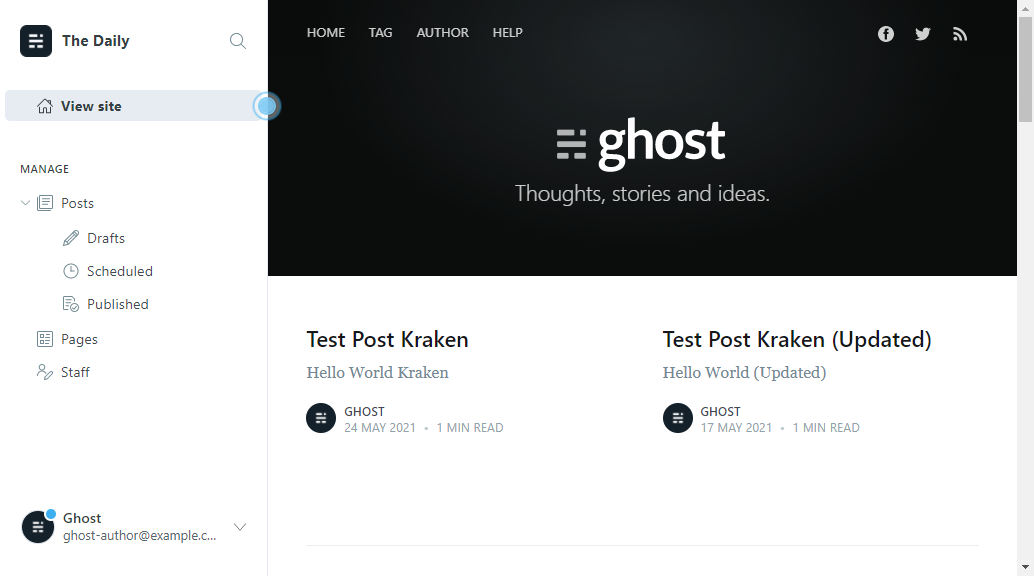 The Daily
View site
MANAGE
Posts
Drafts
Scheduled
Published
Pages
Staff
Ghost
ghost-author@example.c...
HOME TAG AUTHOR HELP
ghost
Thoughts, stories and ideas.
Test Post Kraken
Hello World Kraken
GHOST
24 MAY 2021 • 1 MIN READ
Test Post Kraken (Updated)
Hello World (Updated)
GHOST
17 MAY 2021 • 1 MIN READ